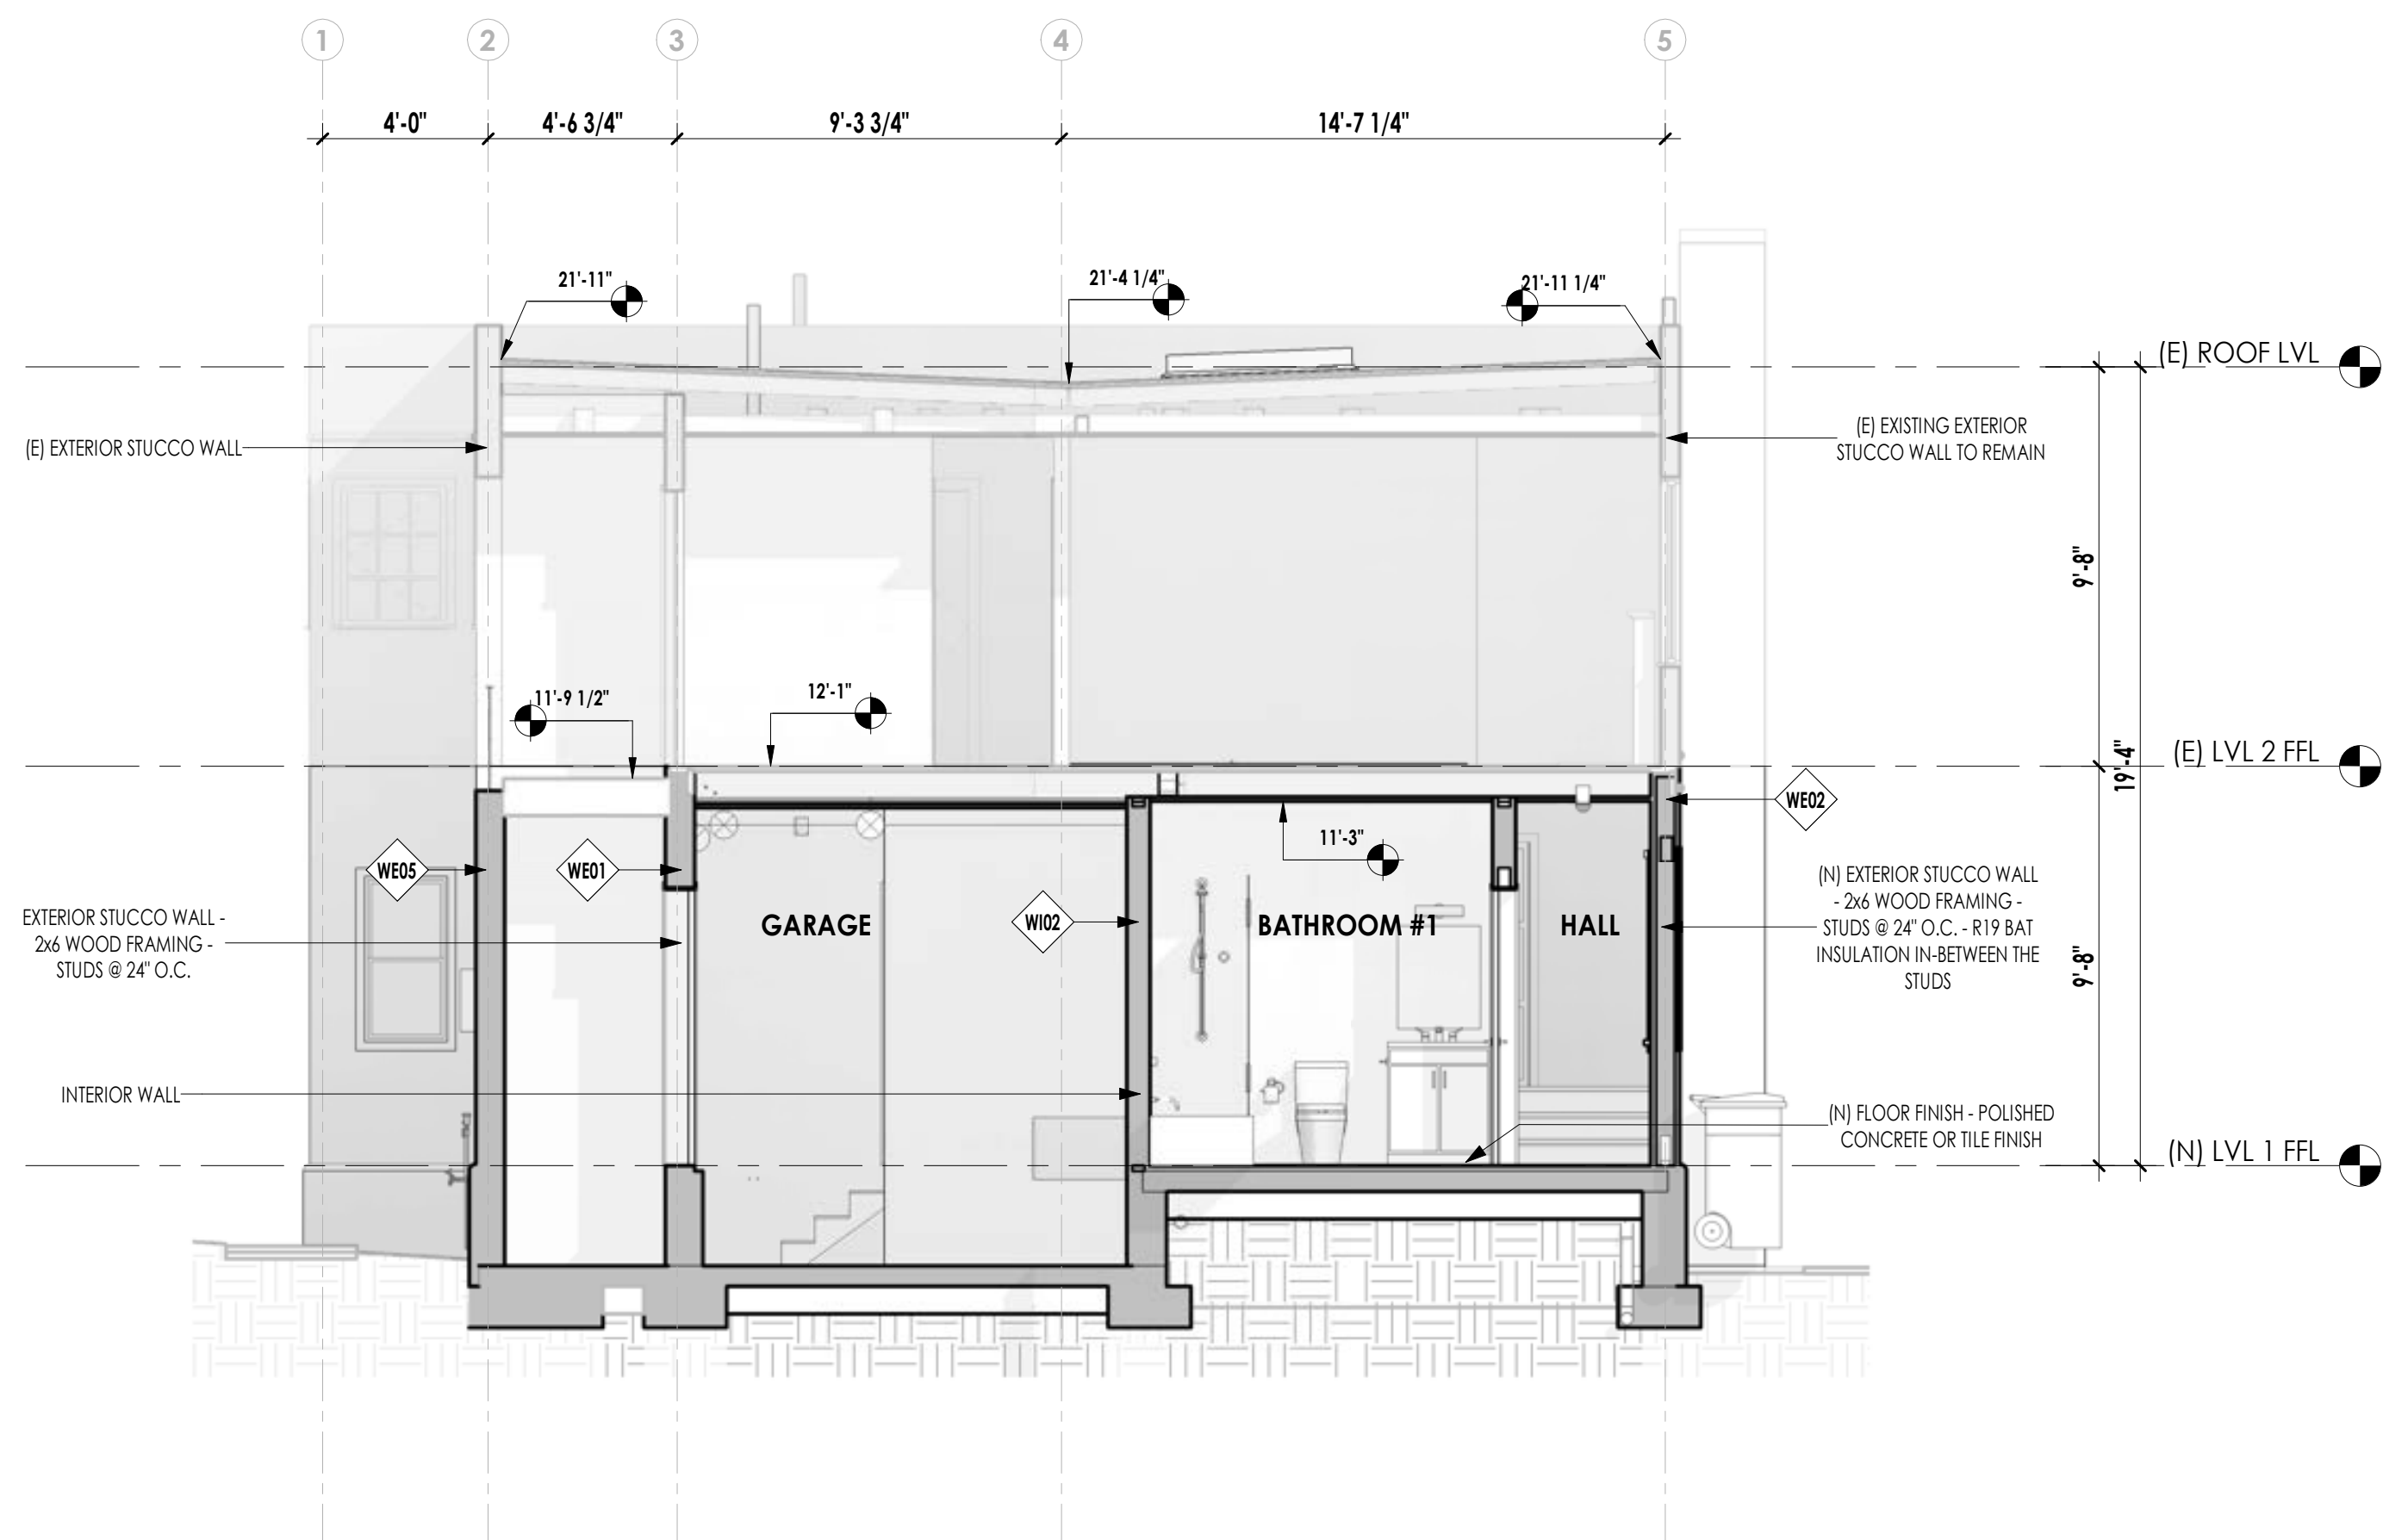 1 2 3 4 5
4'-0" 4'-6 3/4" 9'-3 3/4" 14'-7 1/4"
21'-11" 21'-4 1/4" 21'-11 1/4"
(E) ROOF LVL
(E) EXTERIOR STUCCO WALL
(E) EXISTING EXTERIOR
STUCCO WALL TO REMAIN
9'-8"
11'-9 1/2" 12'-1"
(E) LVL 2 FFL
19'-4"
WE02
11'-3"
WE05 WE01
WI02
GARAGE BATHROOM #1 HALL
EXTERIOR STUCCO WALL -
2x6 WOOD FRAMING -
STUDS @ 24" O.C.
(N) EXTERIOR STUCCO WALL
- 2x6 WOOD FRAMING -
STUDS @ 24" O.C. - R19 BAT
INSULATION IN-BETWEEN THE
STUDS
9'-8"
INTERIOR WALL
(N) FLOOR FINISH - POLISHED
CONCRETE OR TILE FINISH
(N) LVL 1 FFL